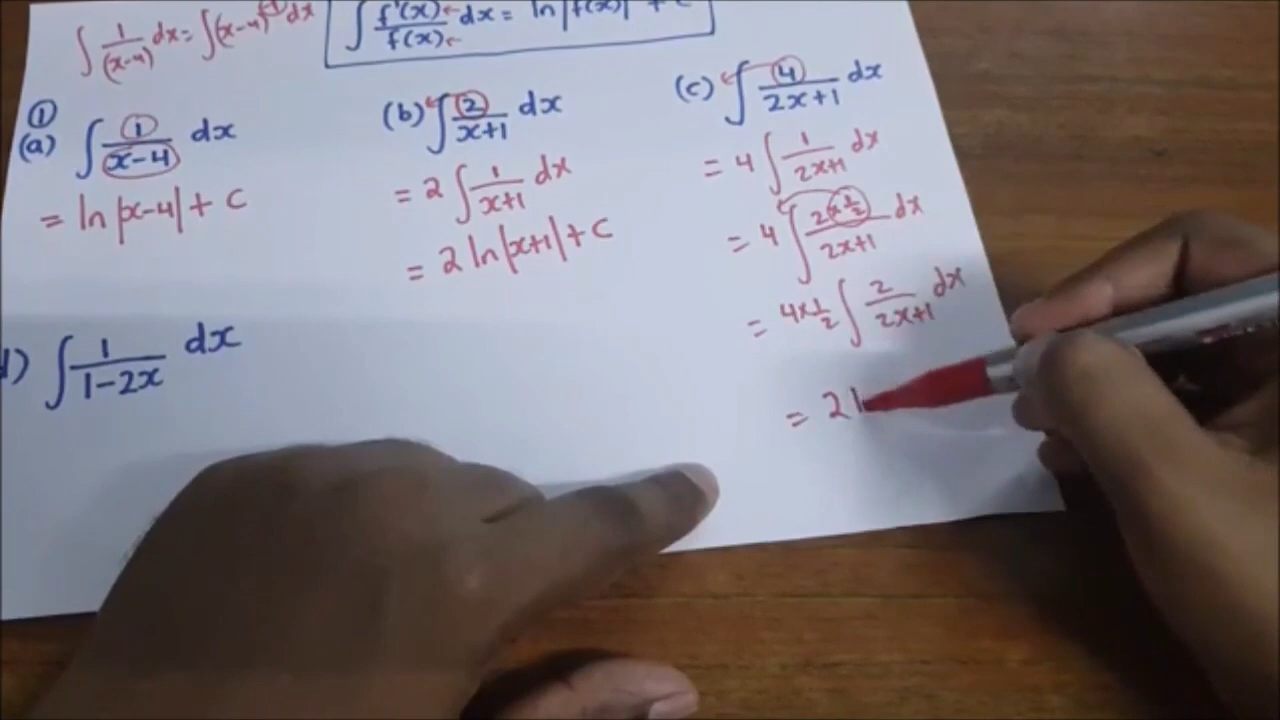 ∫ 1/(x-4) dx = ∫(x-4)^(-1) dx
∫ f'(x)/f(x) dx = ln|f(x)| + c
①
(a) ∫ 1/(x-4) dx
= ln|x-4| + c
(b) ∫ 2/(x+1) dx
= 2 ∫ 1/(x+1) dx
= 2 ln|x+1| + c
(c) ∫ 4/(2x+1) dx
= 4 ∫ 1/(2x+1) dx
= 4 ∫ (2×1/2)/(2x+1) dx
= 4×1/2 ∫ 2/(2x+1) dx
= 2l
) ∫ 1/(1-2x) dx